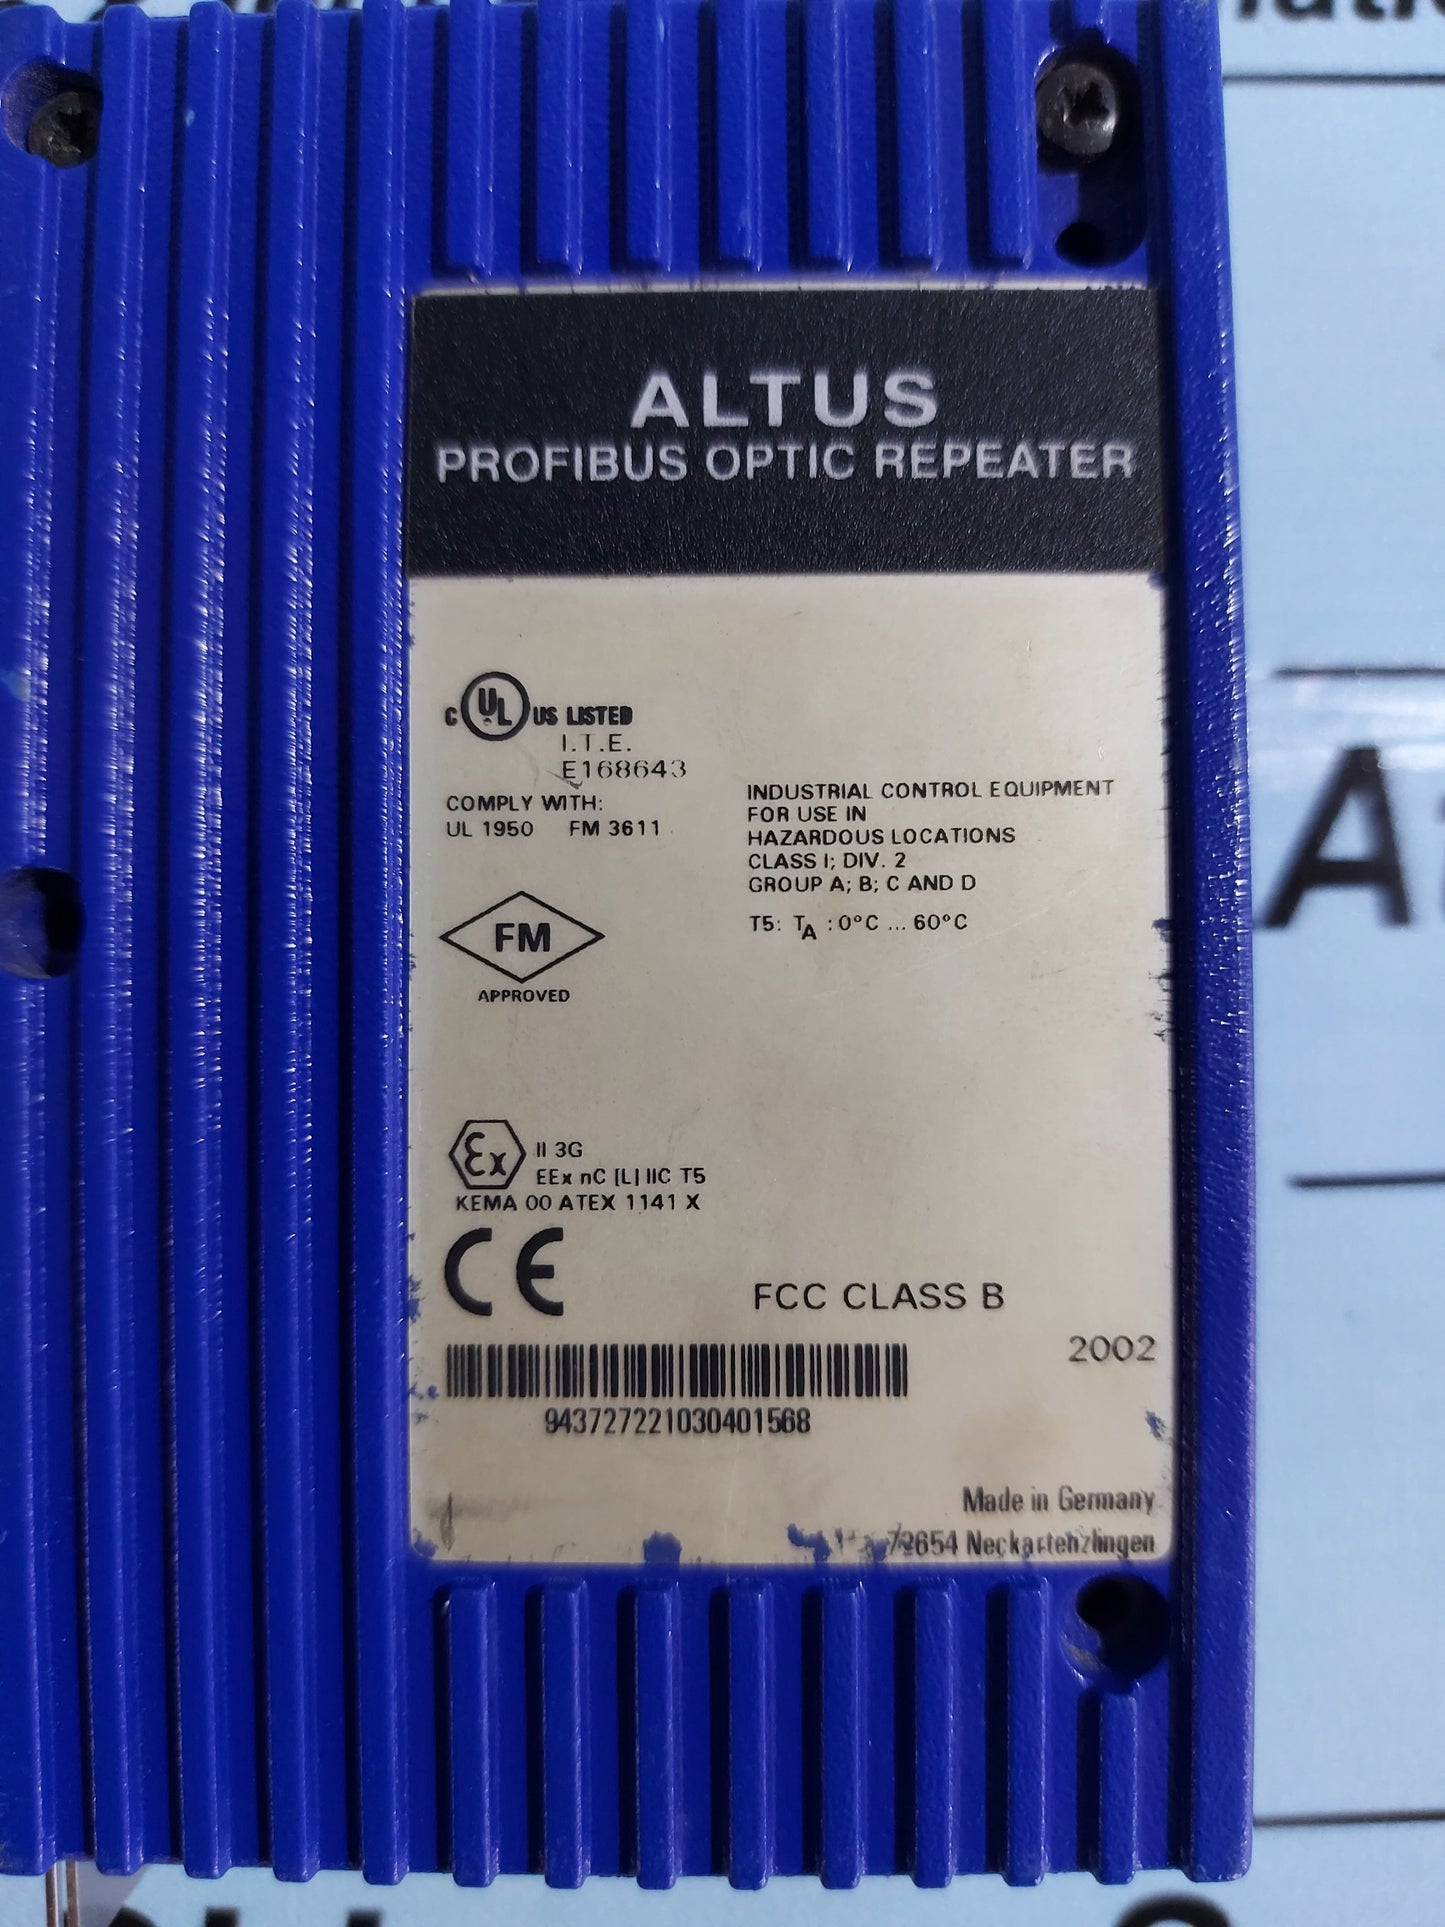 ALTUS
PROFIBUS OPTIC REPEATER
C UL US LISTED
I.T.E.
E168643
COMPLY WITH:
UL 1950 FM 3611
INDUSTRIAL CONTROL EQUIPMENT
FOR USE IN
HAZARDOUS LOCATIONS
CLASS I; DIV. 2
GROUP A; B; C AND D
T5: TA : 0°C ... 60°C
FM
APPROVED
Ex II 3G
EEx nC [L] IIC T5
KEMA 00 ATEX 1141 X
CE
FCC CLASS B
2002
943727221030401568
Made in Germany
72654 Neckartenzlingen